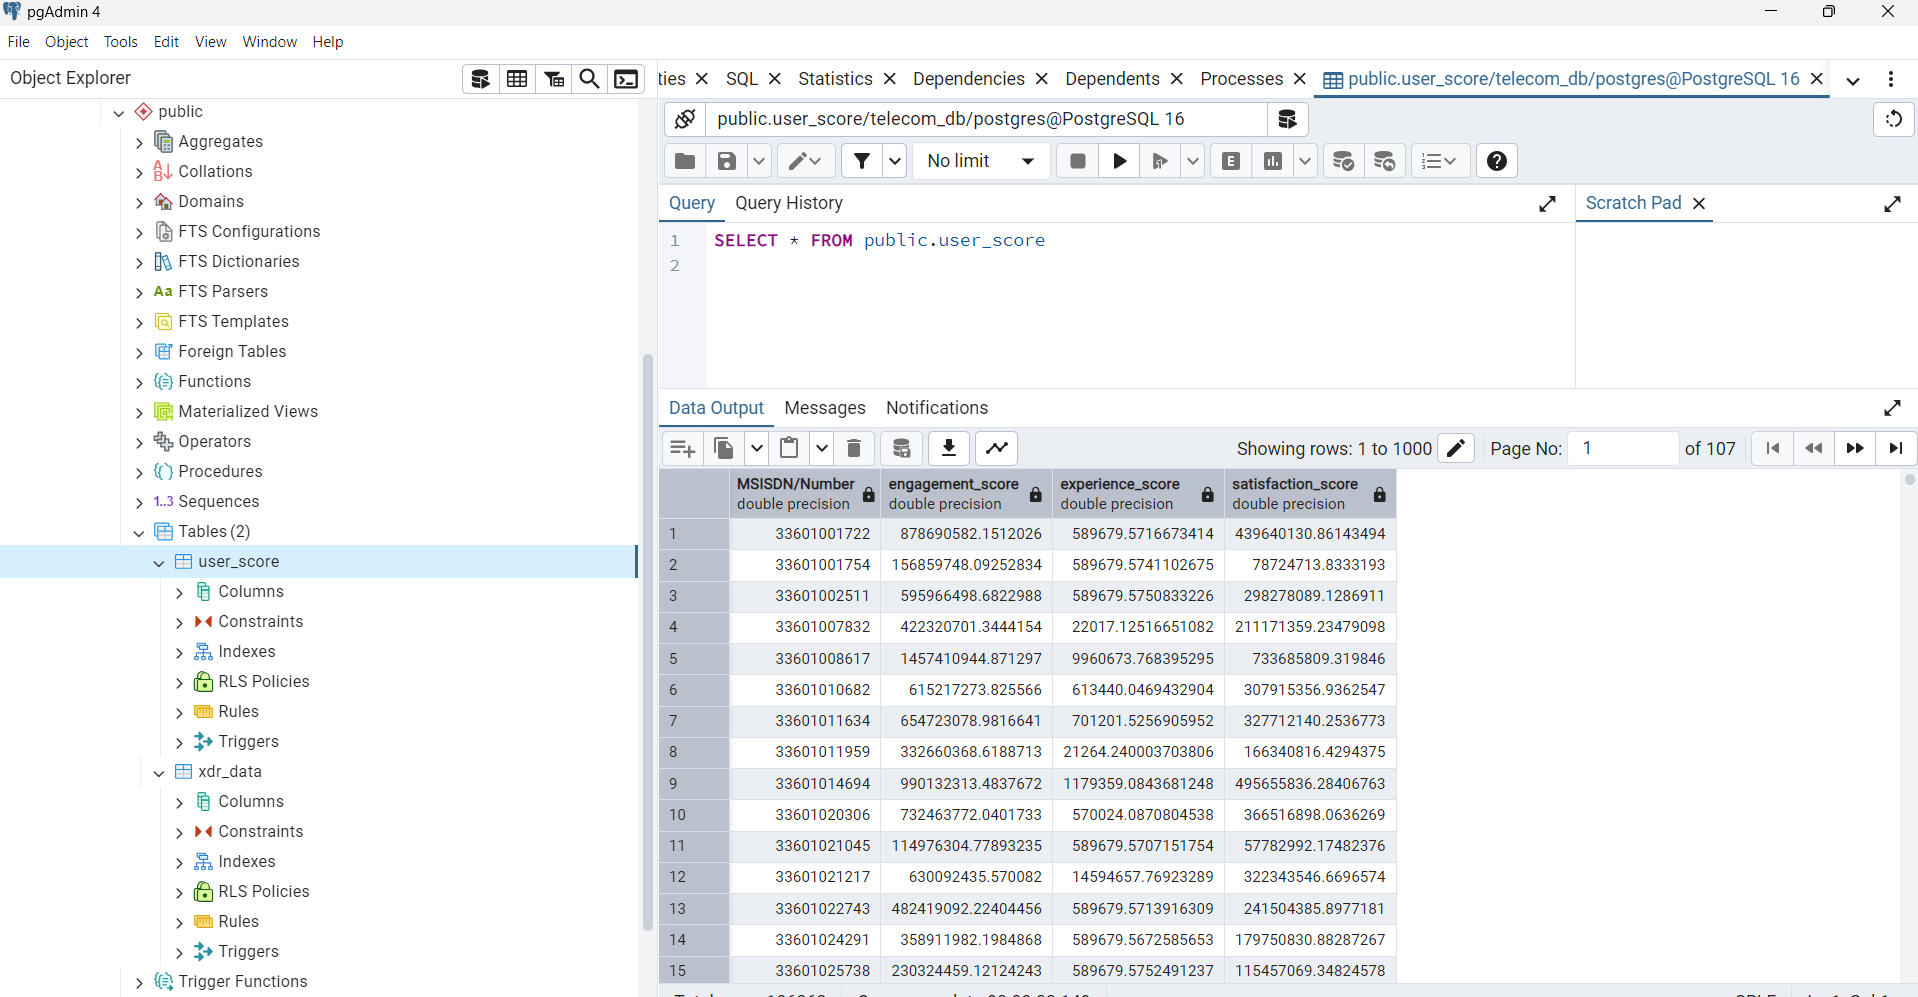 pgAdmin 4
File Object Tools Edit View Window Help
Object Explorer
ties SQL Statistics Dependencies Dependents Processes public.user_score/telecom_db/postgres@PostgreSQL 16
public
Aggregates
Collations
Domains
FTS Configurations
FTS Dictionaries
Aa FTS Parsers
FTS Templates
Foreign Tables
Functions
Materialized Views
Operators
Procedures
1..3 Sequences
Tables (2)
user_score
Columns
Constraints
Indexes
RLS Policies
Rules
Triggers
xdr_data
Columns
Constraints
Indexes
RLS Policies
Rules
Triggers
Trigger Functions
public.user_score/telecom_db/postgres@PostgreSQL 16
No limit
Query Query History
Scratch Pad
1 SELECT * FROM public.user_score
2
Data Output Messages Notifications
Showing rows: 1 to 1000 Page No: 1 of 107
MSISDN/Number engagement_score experience_score satisfaction_score
double precision double precision double precision double precision
1 33601001722 878690582.1512026 589679.5716673414 439640130.86143494
2 33601001754 156859748.09252834 589679.5741102675 78724713.8333193
3 33601002511 595966498.6822988 589679.5750833226 298278089.1286911
4 33601007832 422320701.3444154 22017.12516651082 211171359.23479098
5 33601008617 1457410944.871297 9960673.768395295 733685809.319846
6 33601010682 615217273.825566 613440.0469432904 307915356.9362547
7 33601011634 654723078.9816641 701201.5256905952 327712140.2536773
8 33601011959 332660368.6188713 21264.240003703806 166340816.4294375
9 33601014694 990132313.4837672 1179359.0843681248 495655836.28406763
10 33601020306 732463772.0401733 570024.0870804538 366516898.0636269
11 33601021045 114976304.77893235 589679.5707151754 57782992.17482376
12 33601021217 630092435.570082 14594657.76923289 322343546.6696574
13 33601022743 482419092.22404456 589679.5713916309 241504385.8977181
14 33601024291 358911982.1984868 589679.5672585653 179750830.88287267
15 33601025738 230324459.12124243 589679.5752491237 115457069.34824578